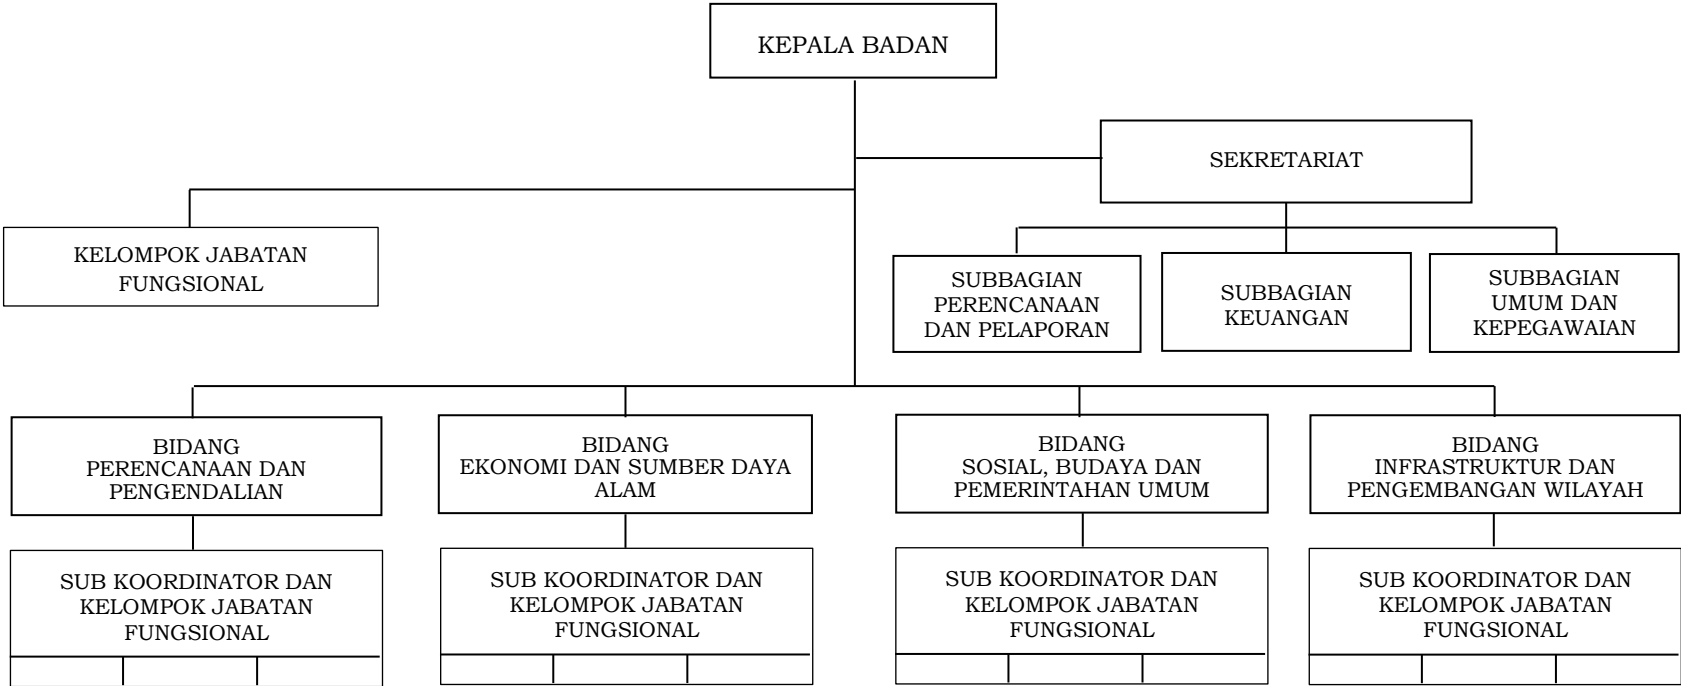 KEPALA BADAN
SEKRETARIAT
KELOMPOK JABATAN
FUNGSIONAL
SUBBAGIAN
PERENCANAAN
DAN PELAPORAN
SUBBAGIAN
KEUANGAN
SUBBAGIAN
UMUM DAN
KEPEGAWAIAN
BIDANG
PERENCANAAN DAN
PENGENDALIAN
BIDANG
EKONOMI DAN SUMBER DAYA
ALAM
BIDANG
SOSIAL, BUDAYA DAN
PEMERINTAHAN UMUM
BIDANG
INFRASTRUKTUR DAN
PENGEMBANGAN WILAYAH
SUB KOORDINATOR DAN
KELOMPOK JABATAN
FUNGSIONAL
SUB KOORDINATOR DAN
KELOMPOK JABATAN
FUNGSIONAL
SUB KOORDINATOR DAN
KELOMPOK JABATAN
FUNGSIONAL
SUB KOORDINATOR DAN
KELOMPOK JABATAN
FUNGSIONAL